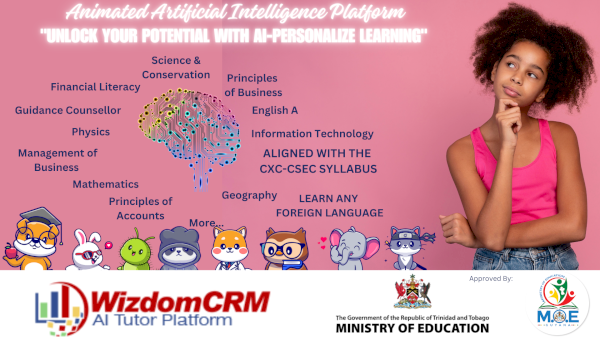 Animated Artificial Intelligence Platform
"UNLOCK YOUR POTENTIAL WITH AI-PERSONALIZE LEARNING"
Science &
Conservation
Financial Literacy
Principles
of Business
Guidance Counsellor
English A
Physics
Information Technology
Management of
Business
ALIGNED WITH THE
CXC-CSEC SYLLABUS
Mathematics
Geography
Principles of
Accounts
LEARN ANY
FOREIGN LANGUAGE
More...
WizdomCRM
AI Tutor Platform
The Government of the Republic of Trinidad and Tobago
MINISTRY OF EDUCATION
Approved By:
M.E